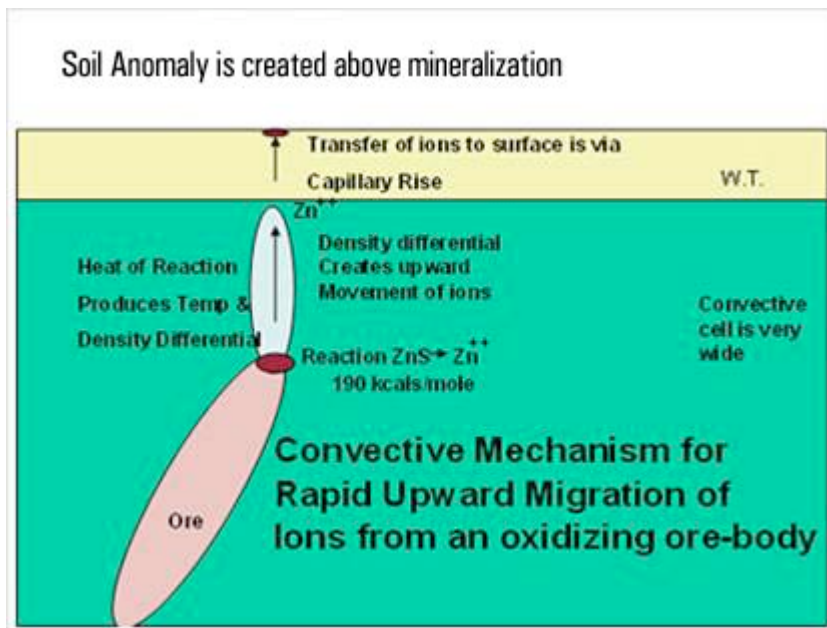 Soil Anomaly is created above mineralization
Transfer of ions to surface is via
Capillary Rise
W.T.
Zn++
Density differential
Creates upward
Movement of ions
Heat of Reaction
Produces Temp &
Density Differential
Convective
cell is very
wide
Reaction ZnS→Zn++
190 kcals/mole
Convective Mechanism for
Rapid Upward Migration of
Ions from an oxidizing ore-body
Ore